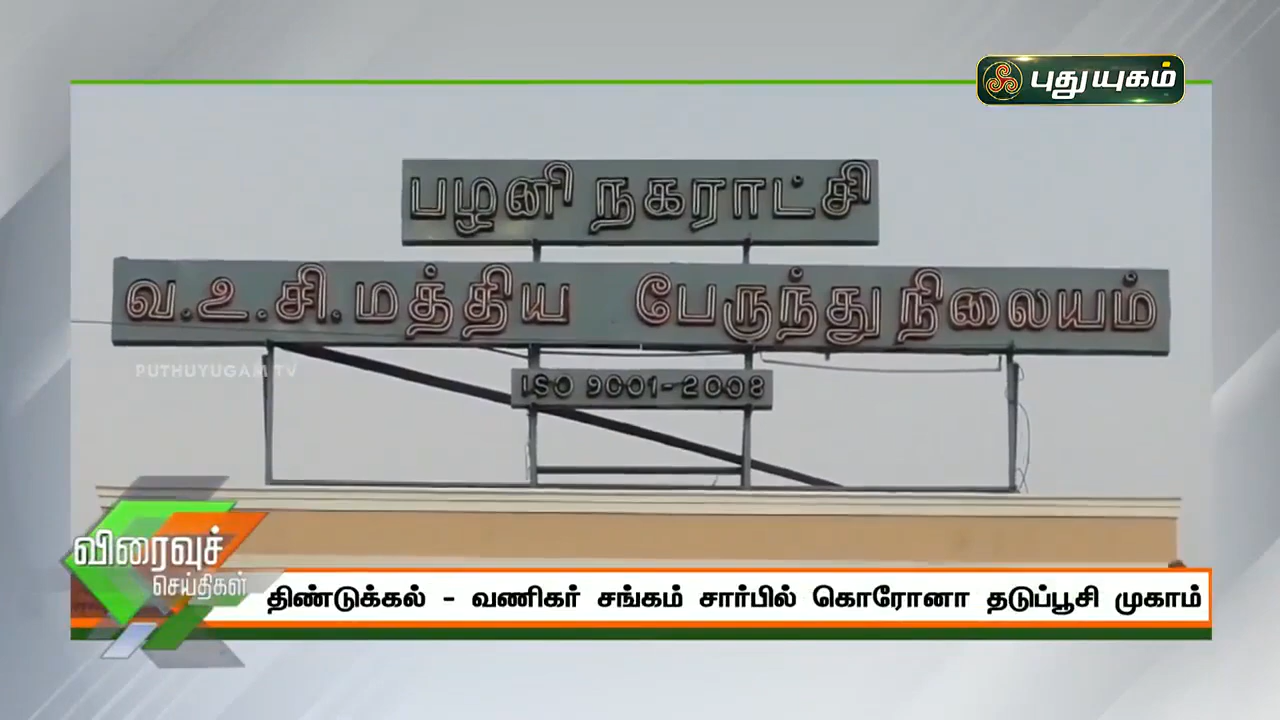 புதுயுகம்
பழனி நகராட்சி
வ.உ.சி.மத்திய பேருந்து நிலையம்
PUTHUYUGAM TV
ISO 9001-2008
விரைவுச்
செய்திகள்
திண்டுக்கல் - வணிகர் சங்கம் சார்பில் கொரோனா தடுப்பூசி முகாம்